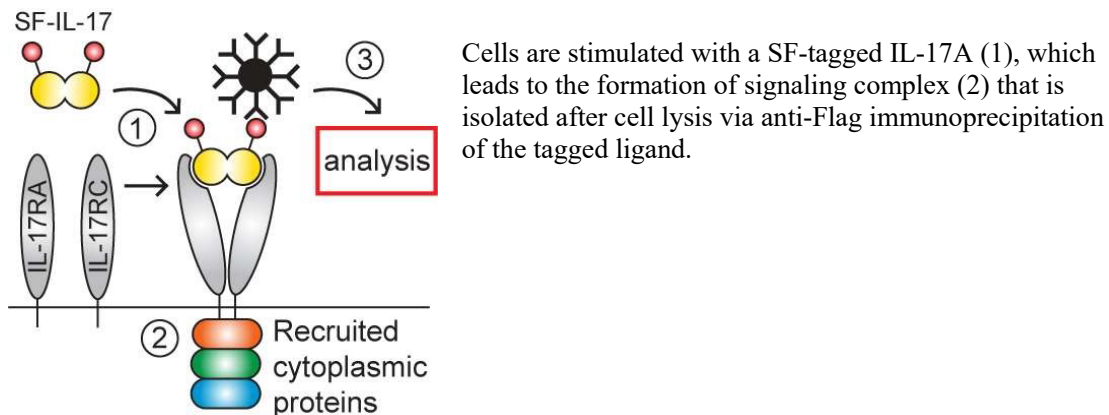 SF-IL-17
1
3
analysis
IL-17RA
IL-17RC
2
Recruited
cytoplasmic
proteins
Cells are stimulated with a SF-tagged IL-17A (1), which
leads to the formation of signaling complex (2) that is
isolated after cell lysis via anti-Flag immunoprecipitation
of the tagged ligand.